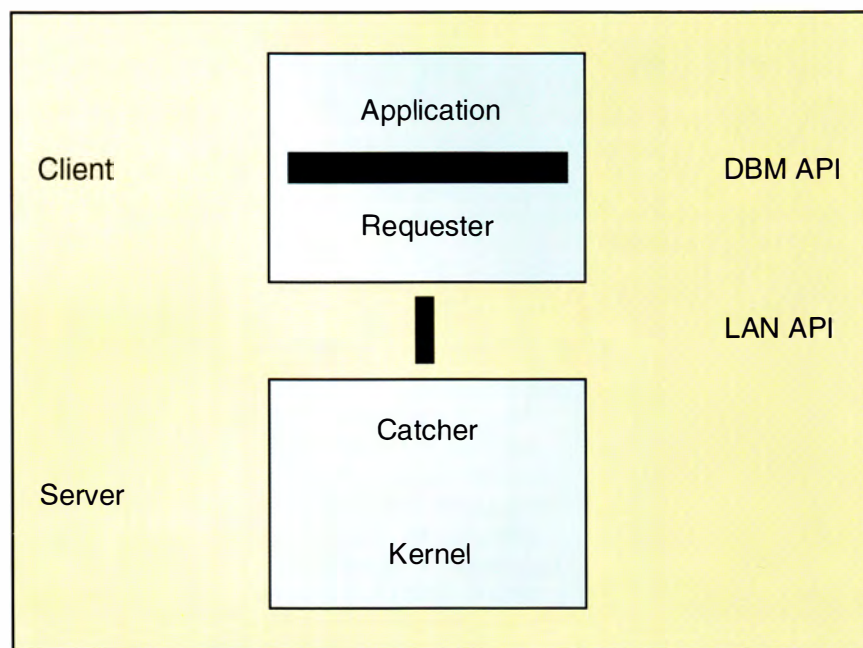 Application
Client
DBM API
Requester
LAN API
Catcher
Server
Kernel